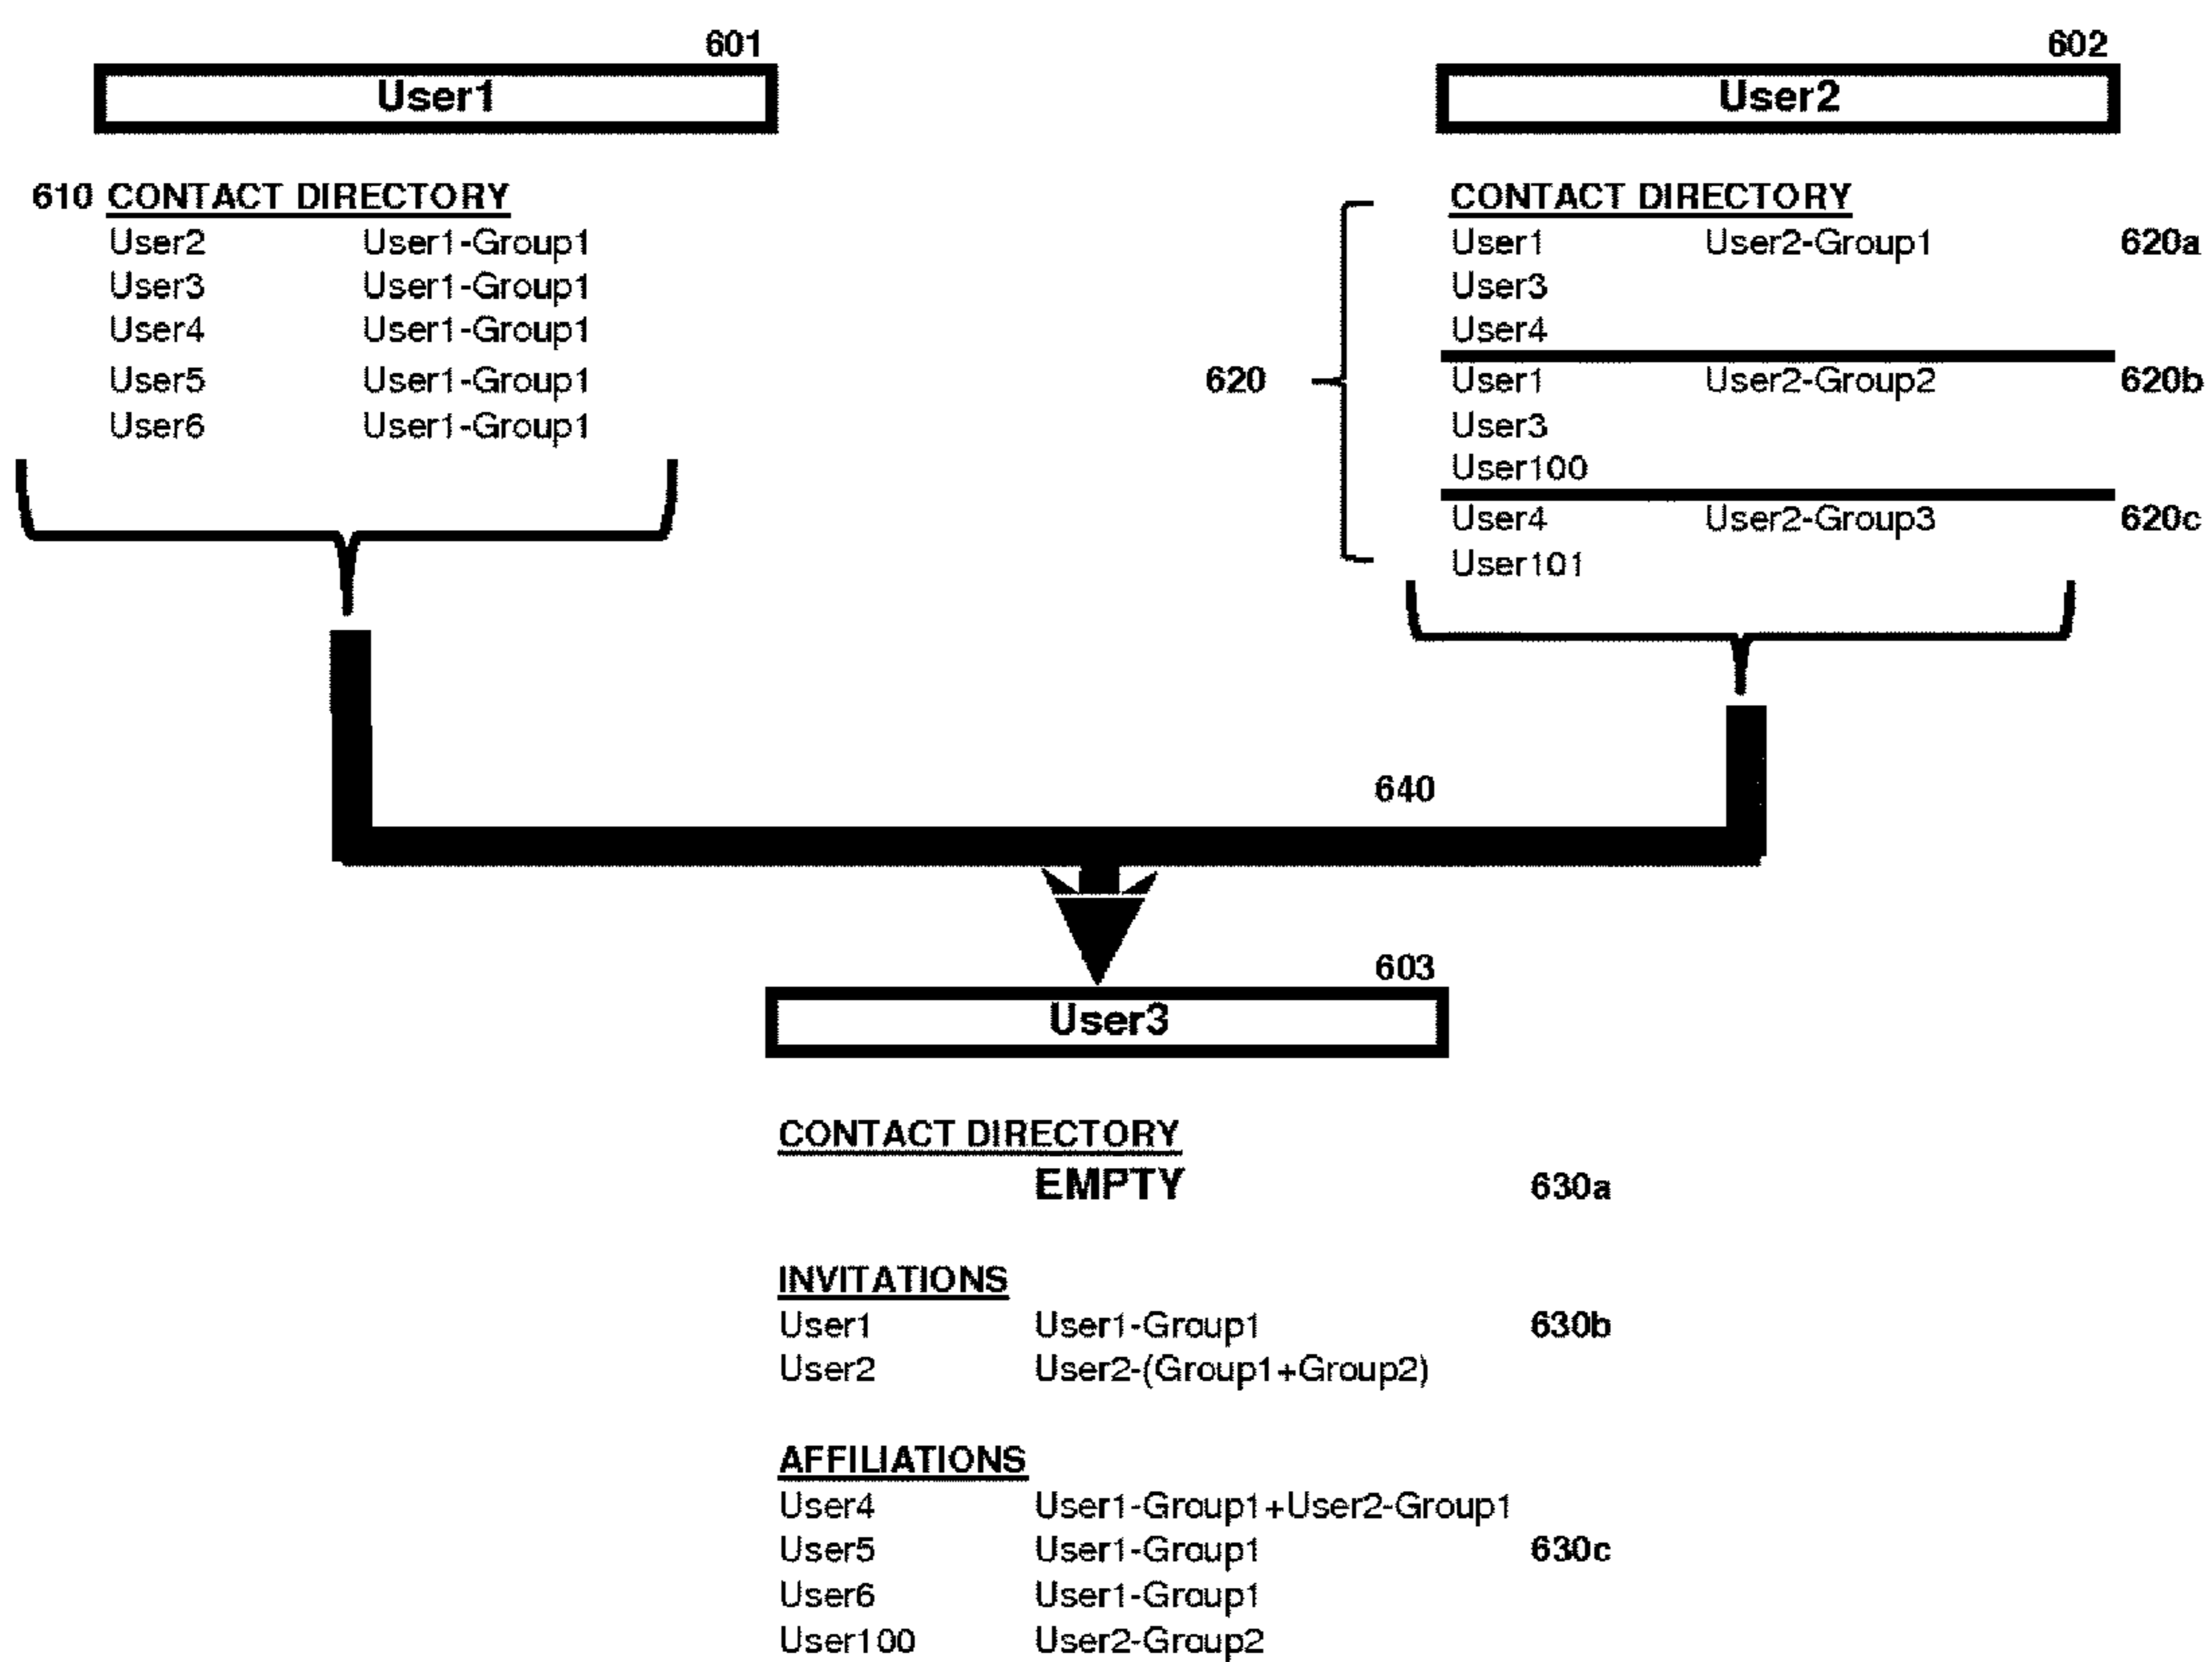 601
User1
602
User2
610 CONTACT DIRECTORY
User2 User1-Group1
User3 User1-Group1
User4 User1-Group1
User5 User1-Group1
User6 User1-Group1
620
CONTACT DIRECTORY
User1 User2-Group1 620a
User3
User4
User1 User2-Group2 620b
User3
User100
User4 User2-Group3 620c
User101
640
603
User3
CONTACT DIRECTORY
EMPTY 630a
INVITATIONS
User1 User1-Group1 630b
User2 User2-(Group1+Group2)
AFFILIATIONS
User4 User1-Group1+User2-Group1
User5 User1-Group1 630c
User6 User1-Group1
User100 User2-Group2